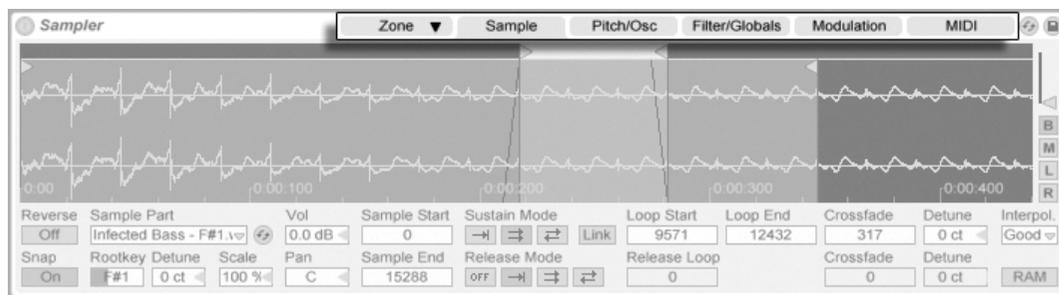 Sampler Zone Sample Pitch/Osc Filter/Globals Modulation MIDI
B
M
L
R
0:00 0:00:100 0:00:200 0:00:300 0:00:400
Reverse Sample Part Vol Sample Start Sustain Mode Loop Start Loop End Crossfade Detune Interpol.
Off Infected Bass - F#1.w 0.0 dB 0 Link 9571 12432 317 0 ct Good
Snap Rootkey Detune Scale Pan Sample End Release Mode Release Loop Crossfade Detune
On F#1 0 ct 100 % C 15288 OFF 0 0 0 ct RAM